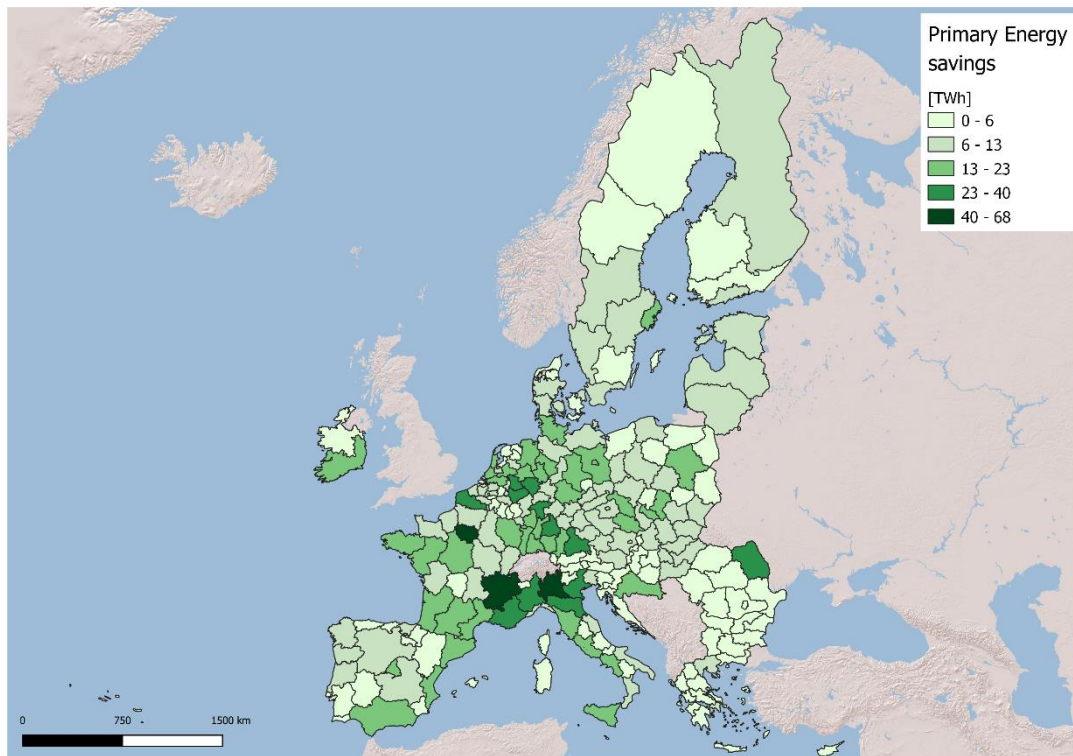 Primary Energy
savings
[TWh]
0 - 6
6 - 13
13 - 23
23 - 40
40 - 68
0 750 1500 km